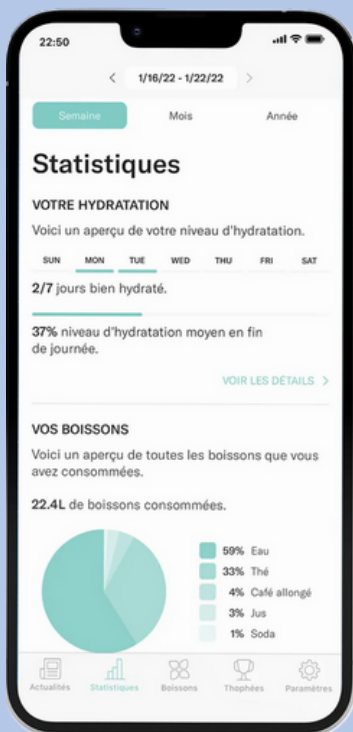 22:50
1/16/22 - 1/22/22
Semaine Mois Année
Statistiques
VOTRE HYDRATATION
Voici un aperçu de votre niveau d'hydratation.
SUN MON TUE WED THU FRI SAT
2/7 jours bien hydraté.
37% niveau d'hydratation moyen en fin
de journée.
VOIR LES DÉTAILS >
VOS BOISSONS
Voici un aperçu de toutes les boissons que vous
avez consommées.
22.4L de boissons consommées.
59% Eau
33% Thé
4% Café allongé
3% Jus
1% Soda
Actualités Statistiques Boissons Thophées Paramètres